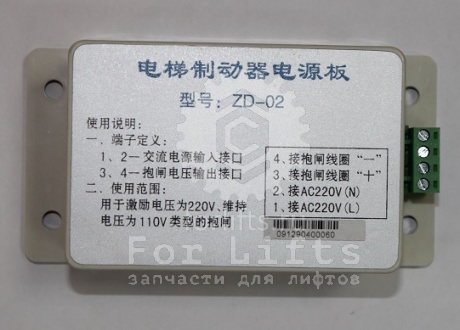 电梯制动器电源板
型号：ZD-02
使用说明：
一．端子定义：
1、2—交流电源输入接口
3、4—抱闸电压输出接口
二．使用范围：
用于激励电压为220V、维持
电压为110V类型的抱闸
4、接抱闸线圈“一”
3、接抱闸线圈“十”
2、接AC220V(N)
1、接AC220V(L)
091290400060
For Lifts
запчасти для лифтов